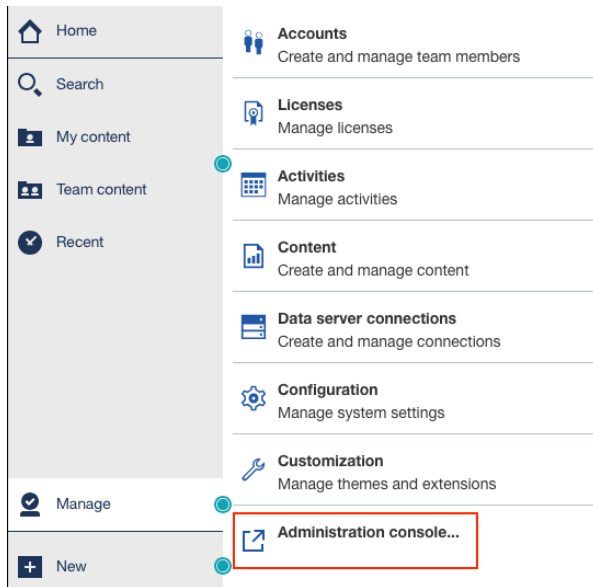 Home
Search
My content
Team content
Recent
Manage
New
Accounts
Create and manage team members
Licenses
Manage licenses
Activities
Manage activities
Content
Create and manage content
Data server connections
Create and manage connections
Configuration
Manage system settings
Customization
Manage themes and extensions
Administration console...